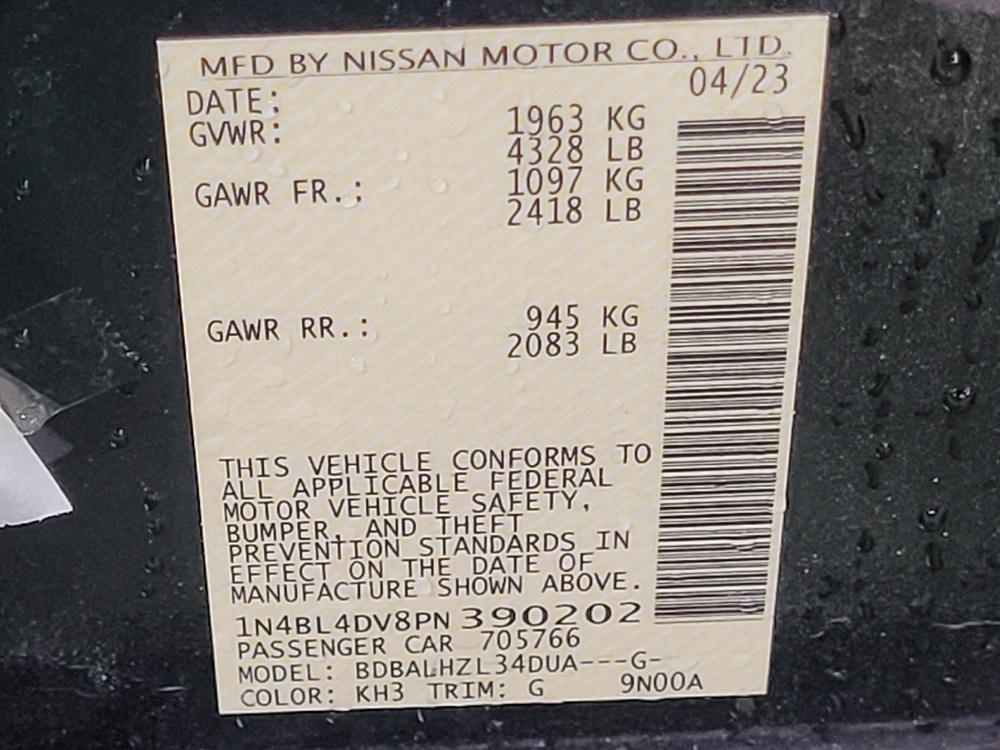 MFD BY NISSAN MOTOR CO., LTD.
DATE: 04/23
GVWR: 1963 KG
4328 LB
GAWR FR.: 1097 KG
2418 LB
GAWR RR.: 945 KG
2083 LB
THIS VEHICLE CONFORMS TO
ALL APPLICABLE FEDERAL
MOTOR VEHICLE SAFETY,
BUMPER, AND THEFT
PREVENTION STANDARDS IN
EFFECT ON THE DATE OF
MANUFACTURE SHOWN ABOVE.
1N4BL4DV8PN 390202
PASSENGER CAR 705766
MODEL: BDBALHZL34DUA---G-
COLOR: KH3 TRIM: G 9N00A